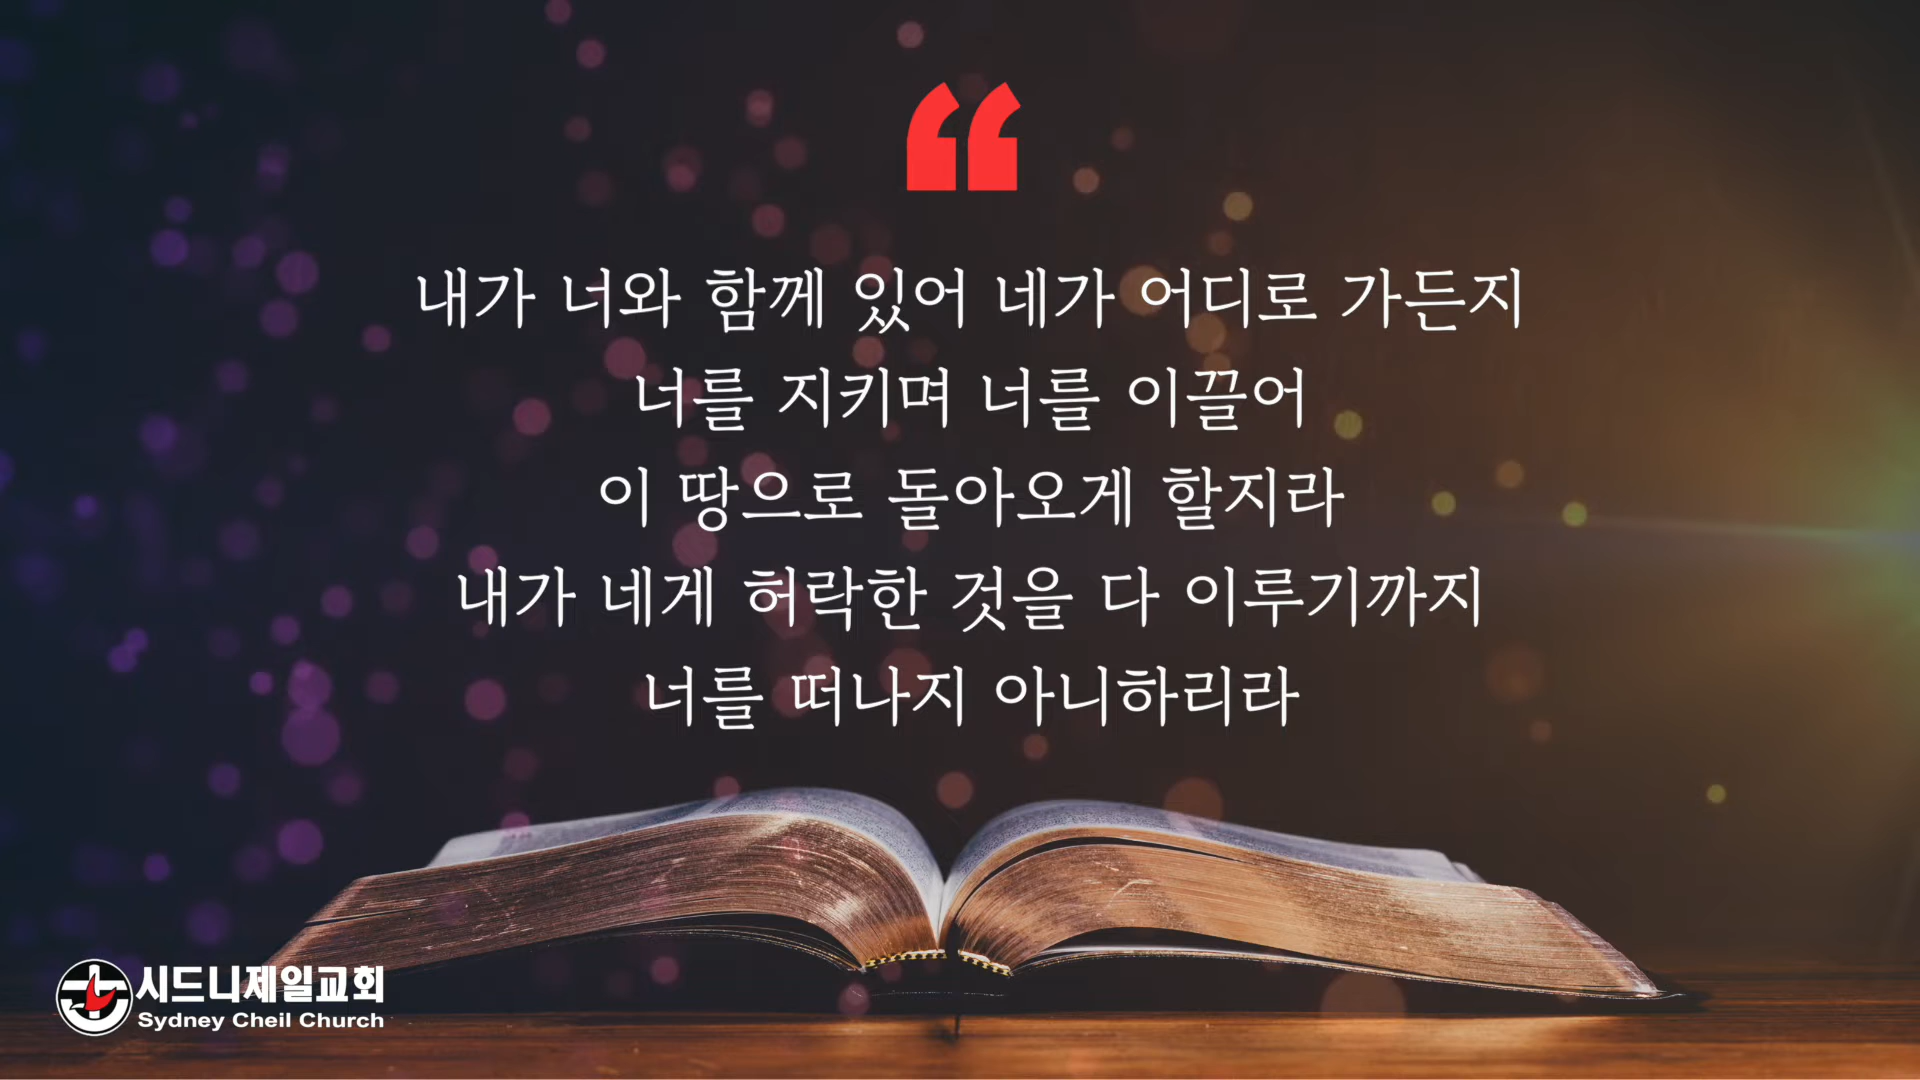 “
내가 너와 함께 있어 네가 어디로 가든지
너를 지키며 너를 이끌어
이 땅으로 돌아오게 할지라
내가 네게 허락한 것을 다 이루기까지
너를 떠나지 아니하리라
시드니제일교회
Sydney Cheil Church